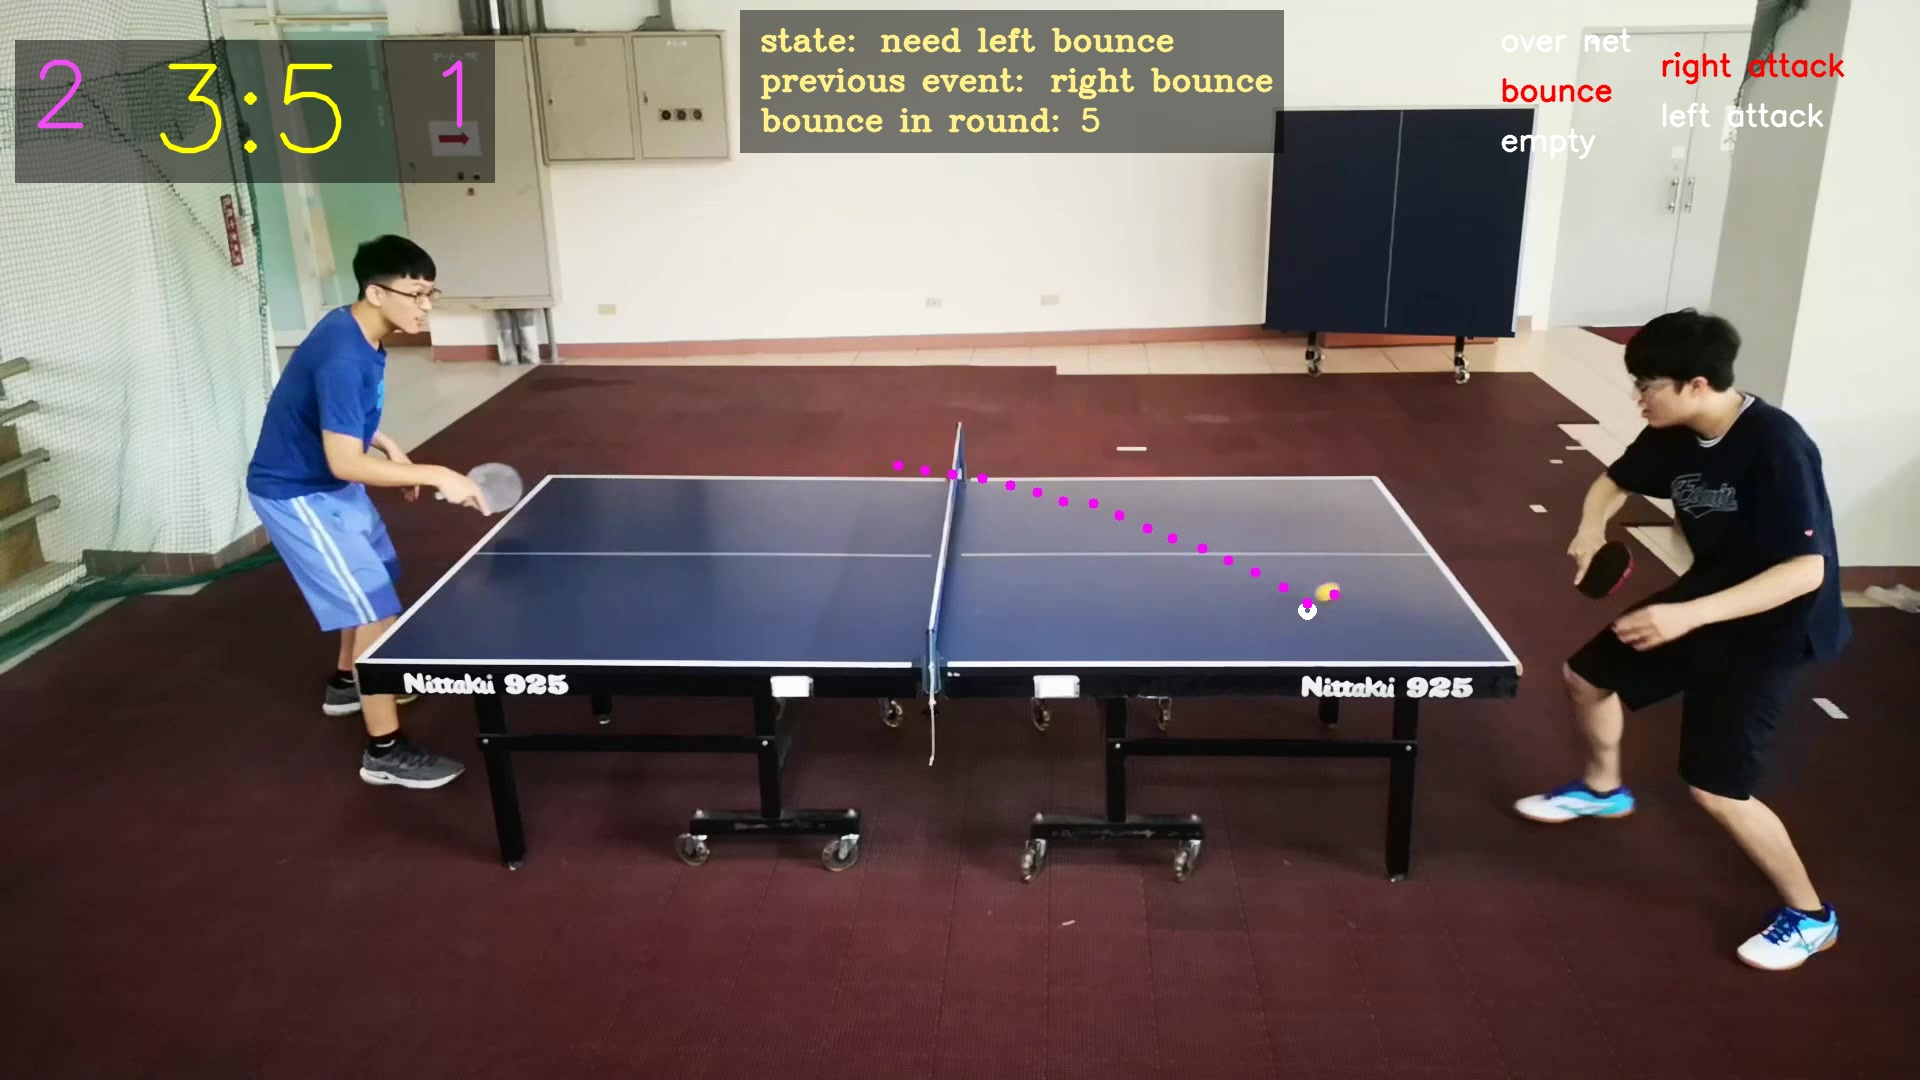 2 3:5 1
state: need left bounce
previous event: right bounce
bounce in round: 5
over net
right attack
bounce
left attack
empty
Nittaku 925
Nittaku 925